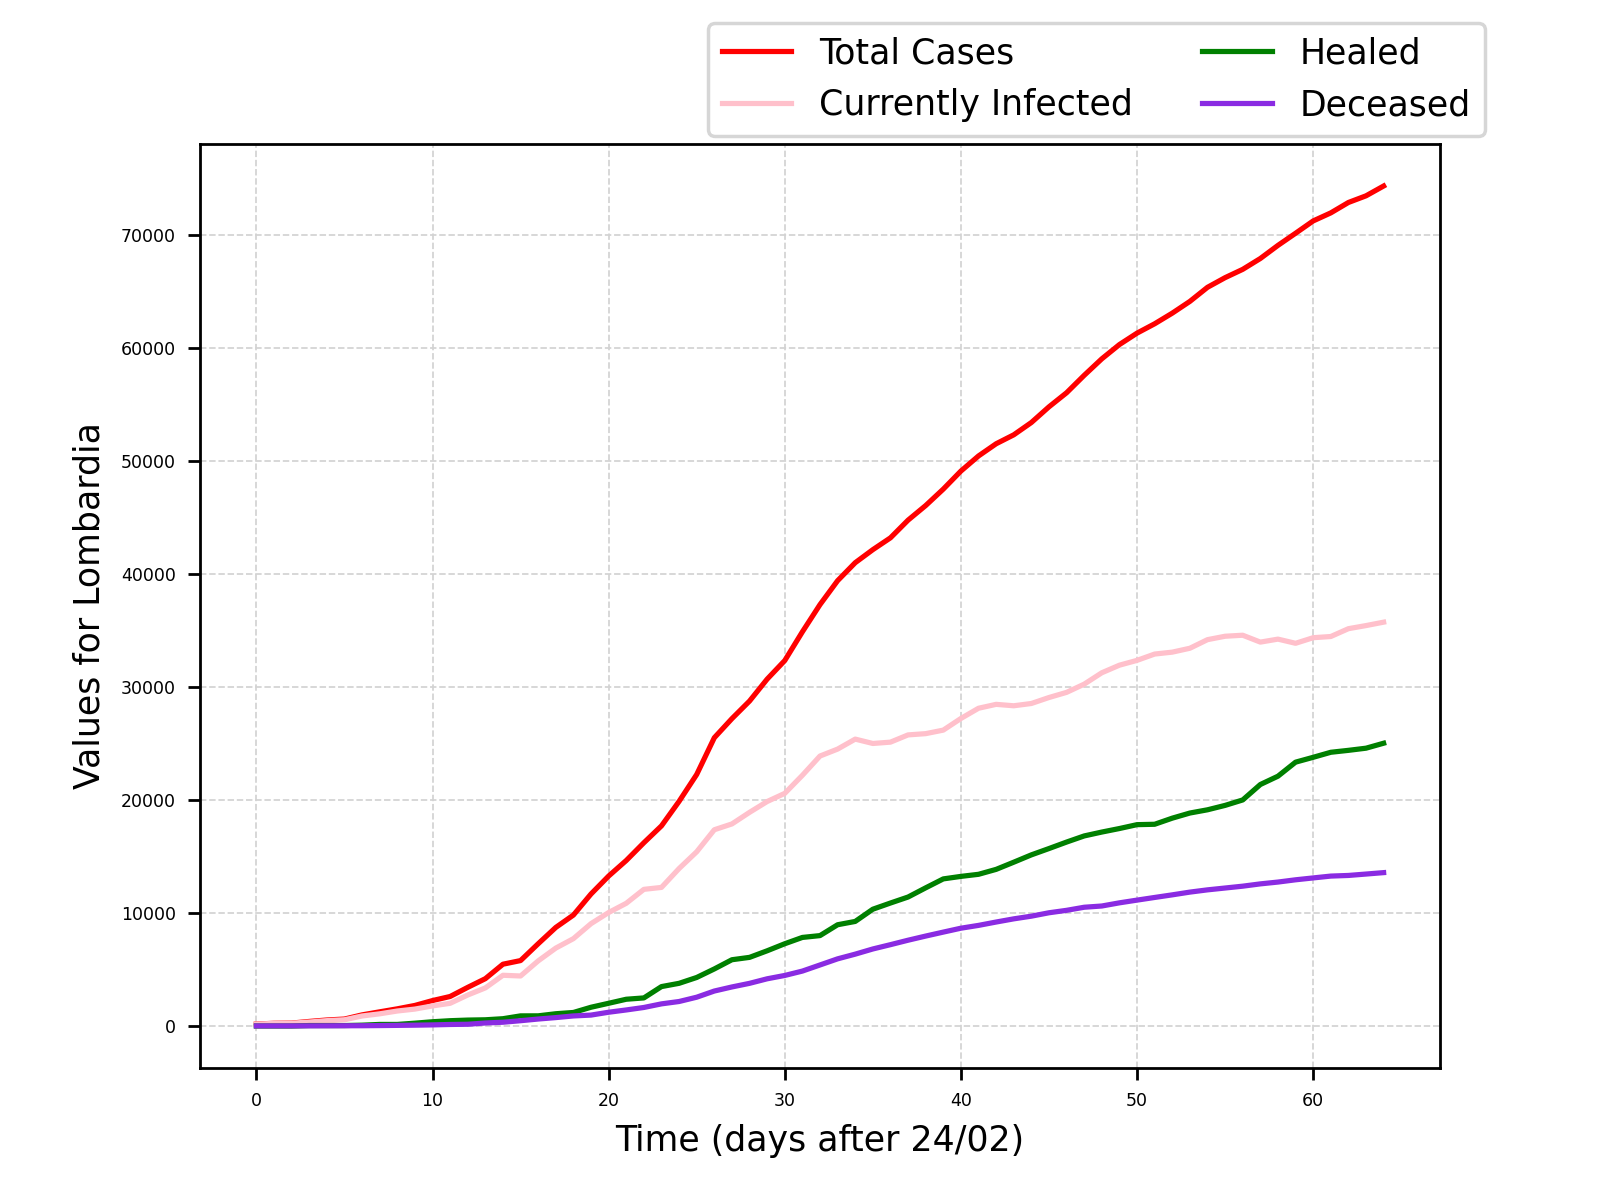 Total Cases
Currently Infected
Healed
Deceased
Values for Lombardia
70000
60000
50000
40000
30000
20000
10000
0
0 10 20 30 40 50 60
Time (days after 24/02)